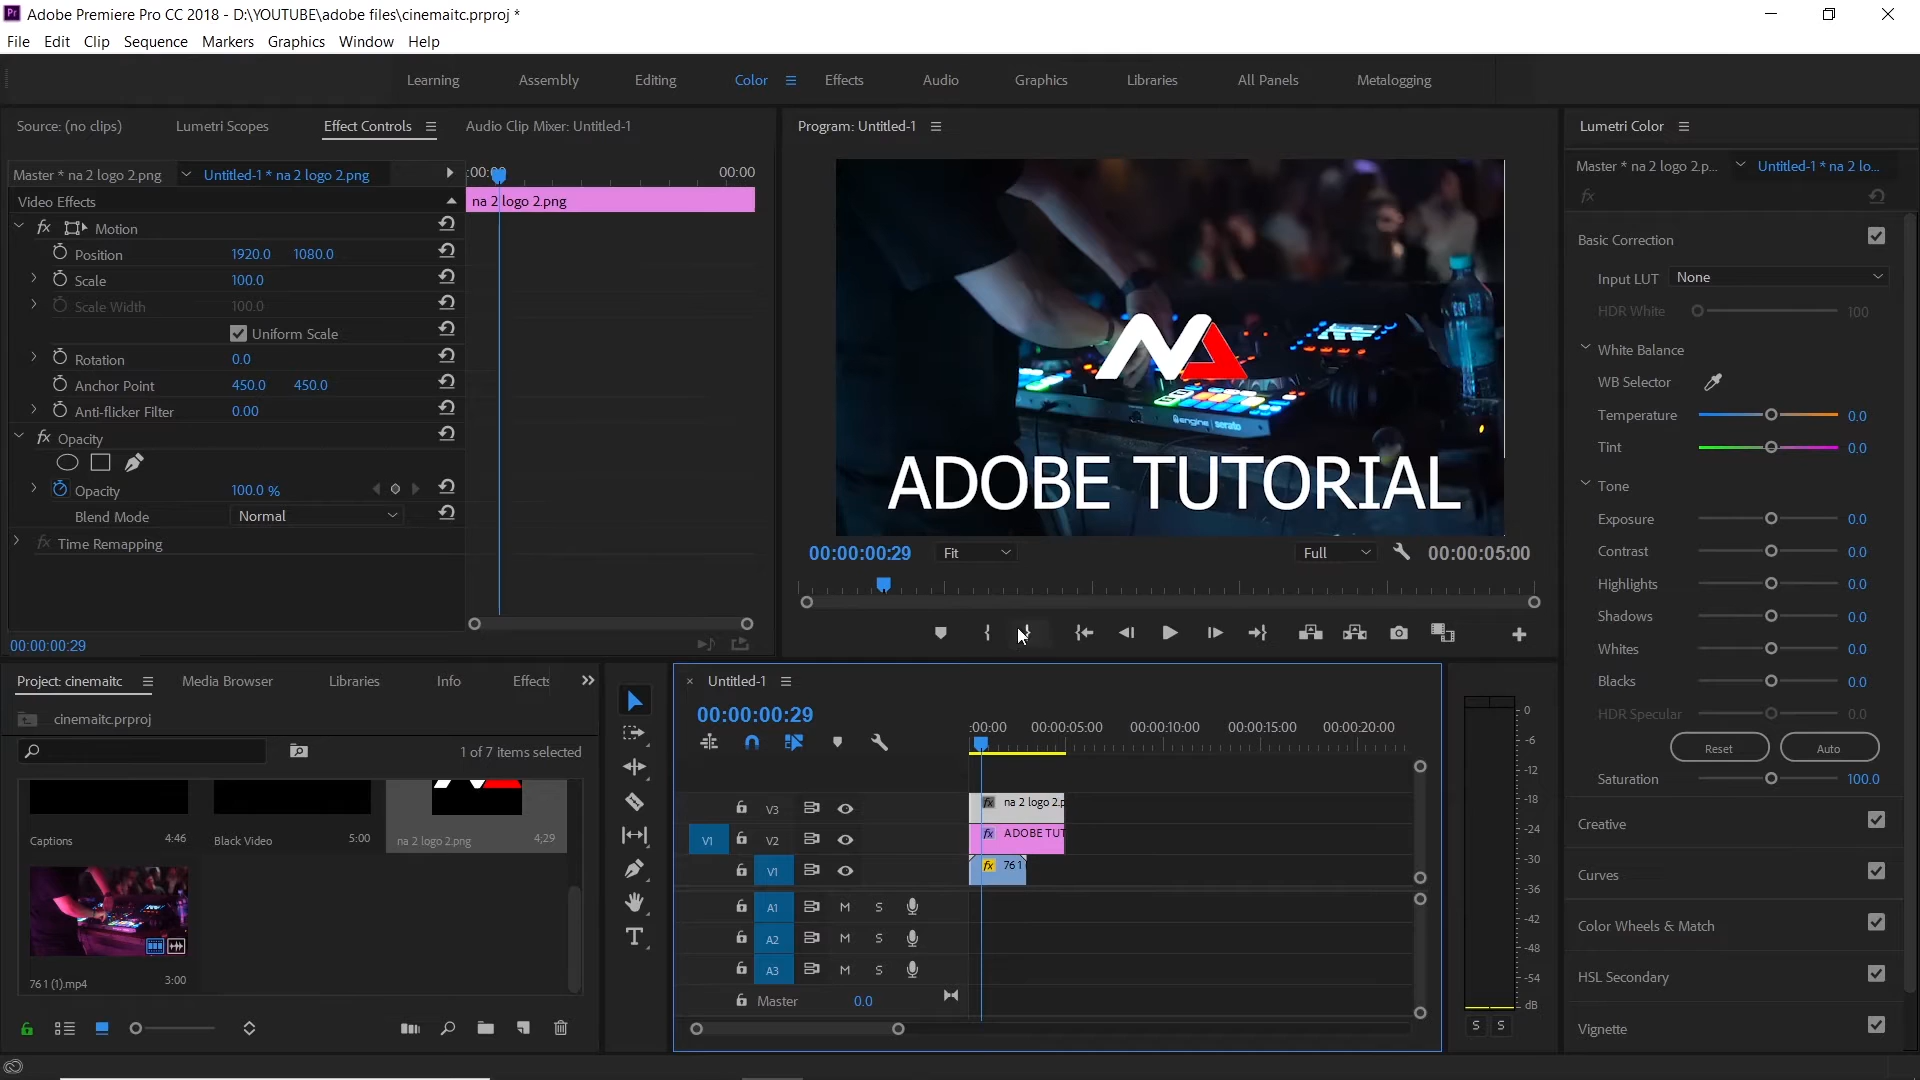 Adobe Premiere Pro CC 2018 - D:\YOUTUBE\adobe files\cinemaitc.prproj *
File Edit Clip Sequence Markers Graphics Window Help
Learning Assembly Editing Color Effects Audio Graphics Libraries All Panels Metalogging
Source: (no clips) Lumetri Scopes Effect Controls Audio Clip Mixer: Untitled-1
Master * na 2 logo 2.png Untitled-1 * na 2 logo 2.png
:00:00 00:00
Video Effects
na 2 logo 2.png
fx Motion
Position 1920.0 1080.0
Scale 100.0
Scale Width 100.0
Uniform Scale
Rotation 0.0
Anchor Point 450.0 450.0
Anti-flicker Filter 0.00
fx Opacity
Opacity 100.0 %
Blend Mode Normal
fx Time Remapping
00:00:00:29
Program: Untitled-1
NA
engine serato
ADOBE TUTORIAL
00:00:00:29 Fit Full 00:00:05:00
Lumetri Color
Master * na 2 logo 2.p... Untitled-1 * na 2 lo...
fx
Basic Correction
Input LUT None
HDR White 100
White Balance
WB Selector
Temperature 0.0
Tint 0.0
Tone
Exposure 0.0
Contrast 0.0
Highlights 0.0
Shadows 0.0
Whites 0.0
Blacks 0.0
HDR Specular 0.0
Reset Auto
Saturation 100.0
Creative
Curves
Color Wheels & Match
HSL Secondary
Vignette
Project: cinemaitc Media Browser Libraries Info Effects
cinemaitc.prproj
1 of 7 items selected
Captions 4:46
Black Video 5:00
na 2 logo 2.png 4;29
761 (1).mp4 3:00
Untitled-1
00:00:00:29
:00:00 00:00:05:00 00:00:10:00 00:00:15:00 00:00:20:00
V3 fx na 2 logo 2.p
V1 V2 fx ADOBE TUT
V1 fx 761
A1 M S
A2 M S
A3 M S
Master 0.0
0
-6
-12
-18
-24
-30
-36
-42
-48
-54
dB
S S